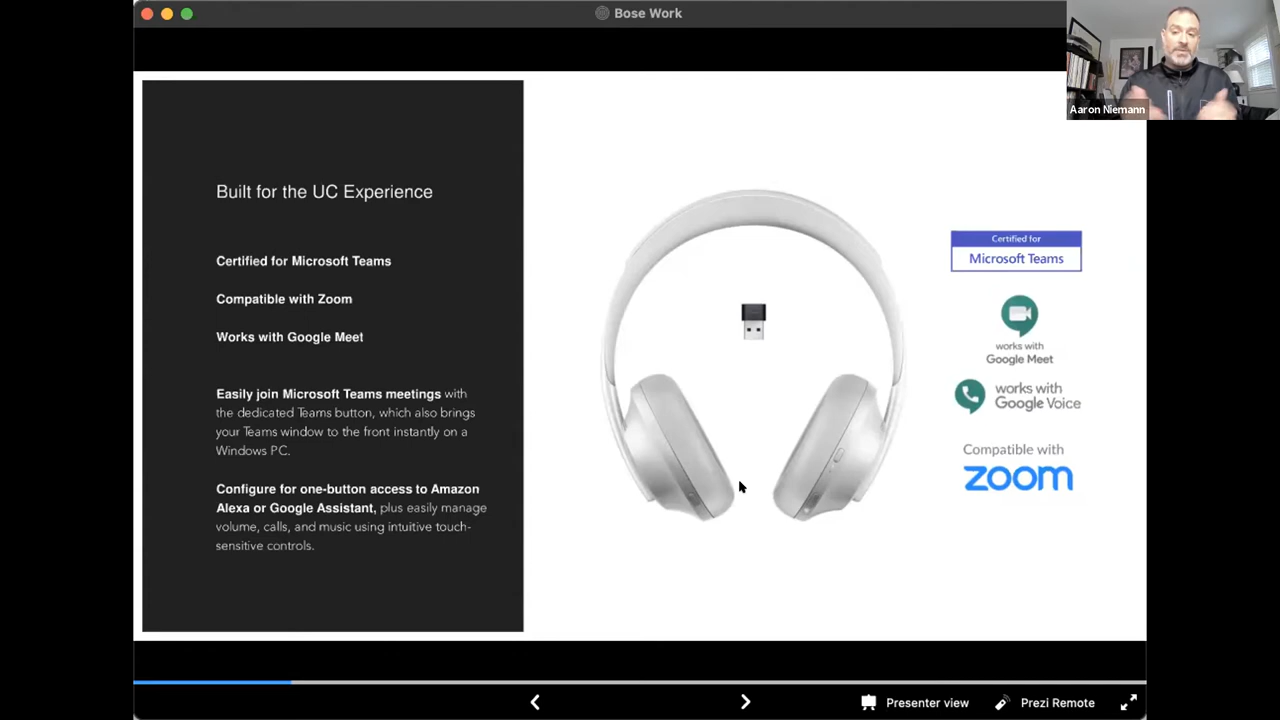 Bose Work
Aaron Niemann
Built for the UC Experience
Certified for Microsoft Teams
Compatible with Zoom
Works with Google Meet
Easily join Microsoft Teams meetings with
the dedicated Teams button, which also brings
your Teams window to the front instantly on a
Windows PC.
Configure for one-button access to Amazon
Alexa or Google Assistant, plus easily manage
volume, calls, and music using intuitive touch-
sensitive controls.
Certified for
Microsoft Teams
works with
Google Meet
works with
Google Voice
Compatible with
zoom
Presenter view
Prezi Remote